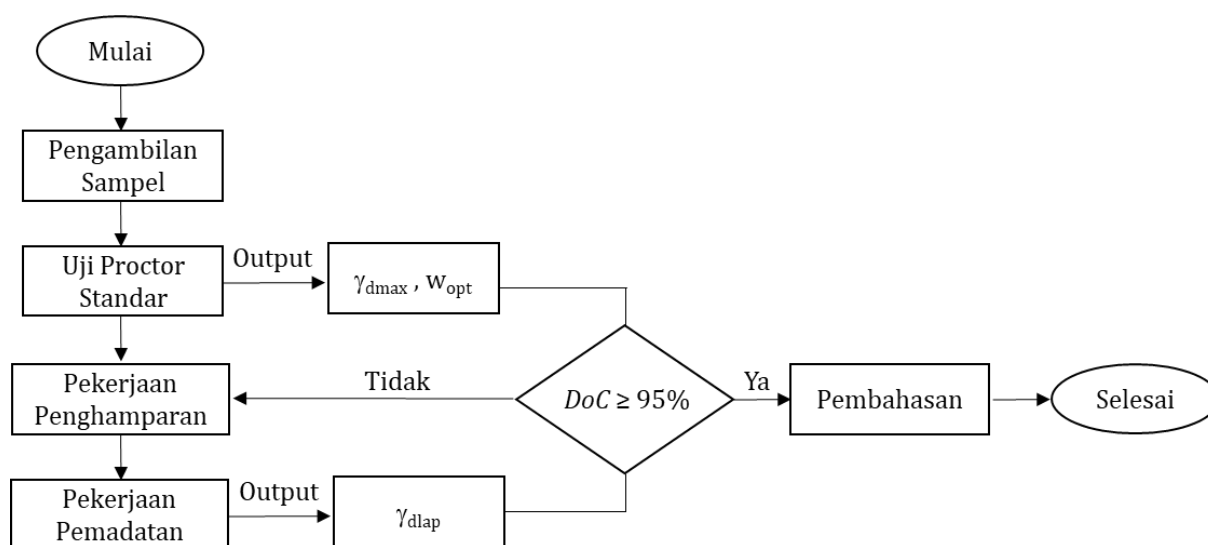 Mulai
Pengambilan
Sampel
Uji Proctor
Standar
Output
γdmax , wopt
Pekerjaan
Penghamparan
Tidak
DoC ≥ 95%
Ya
Pembahasan
Selesai
Pekerjaan
Pemadatan
Output
γdlap